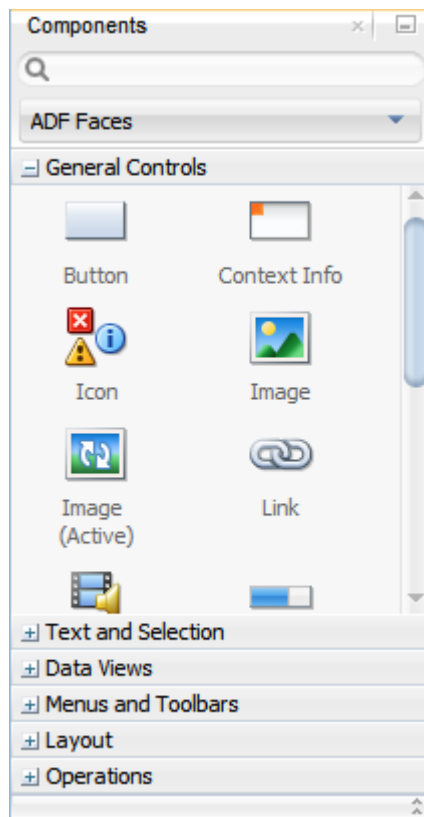 Components
ADF Faces
General Controls
Button
Context Info
Icon
Image
Image
(Active)
Link
Text and Selection
Data Views
Menus and Toolbars
Layout
Operations